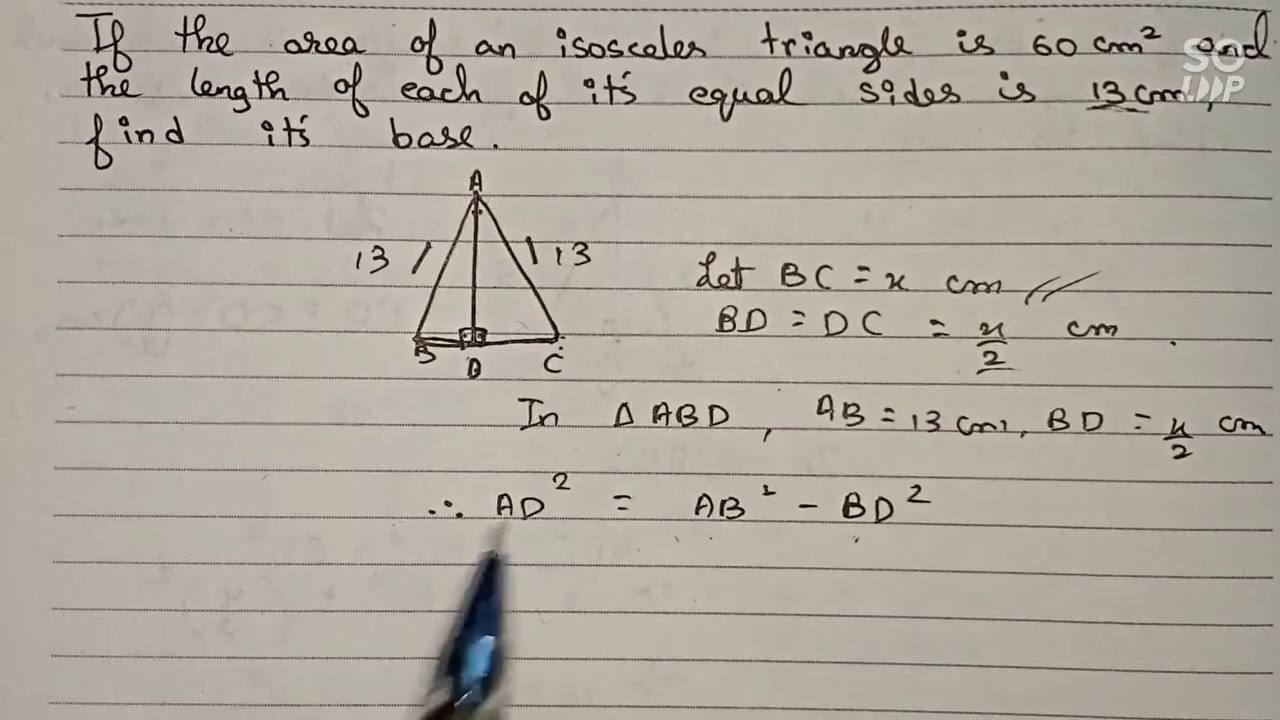 If the area of an isosceles triangle is 60 cm² and
the length of each of it's equal sides is 13 cm,
find it's base.
A
13
13
B
D
C
Let BC = x cm
BD = DC = x/2 cm
In Δ ABD, AB = 13 cm, BD = x/2 cm
∴ AD² = AB² - BD²